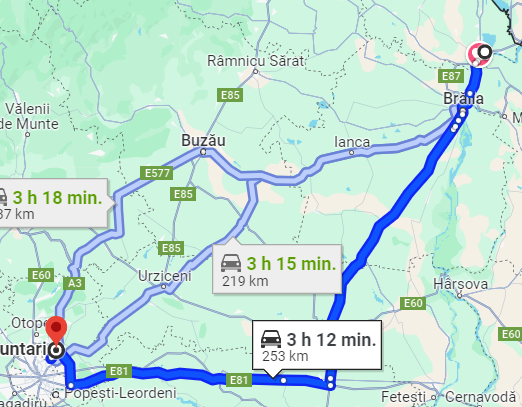 Râmnicu Sărat
E87
E85
Brăila
Vălenii
de Munte
Buzău
Ianca
E577
3 h 18 min.
37 km
E85
E85
3 h 15 min.
219 km
E60
A3
Urziceni
Hârșova
E60
Otop
untari
3 h 12 min.
253 km
E81
E81
Popești-Leordeni
Fetești
Cernavodă
agadiru